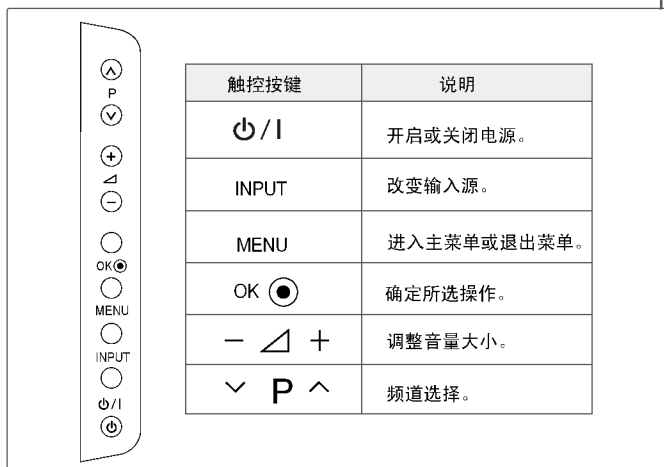 P
OK
MENU
INPUT
/I
触控按键 说明
/I 开启或关闭电源。
INPUT 改变输入源。
MENU 进入主菜单或退出菜单。
OK 确定所选操作。
− + 调整音量大小。
P 频道选择。